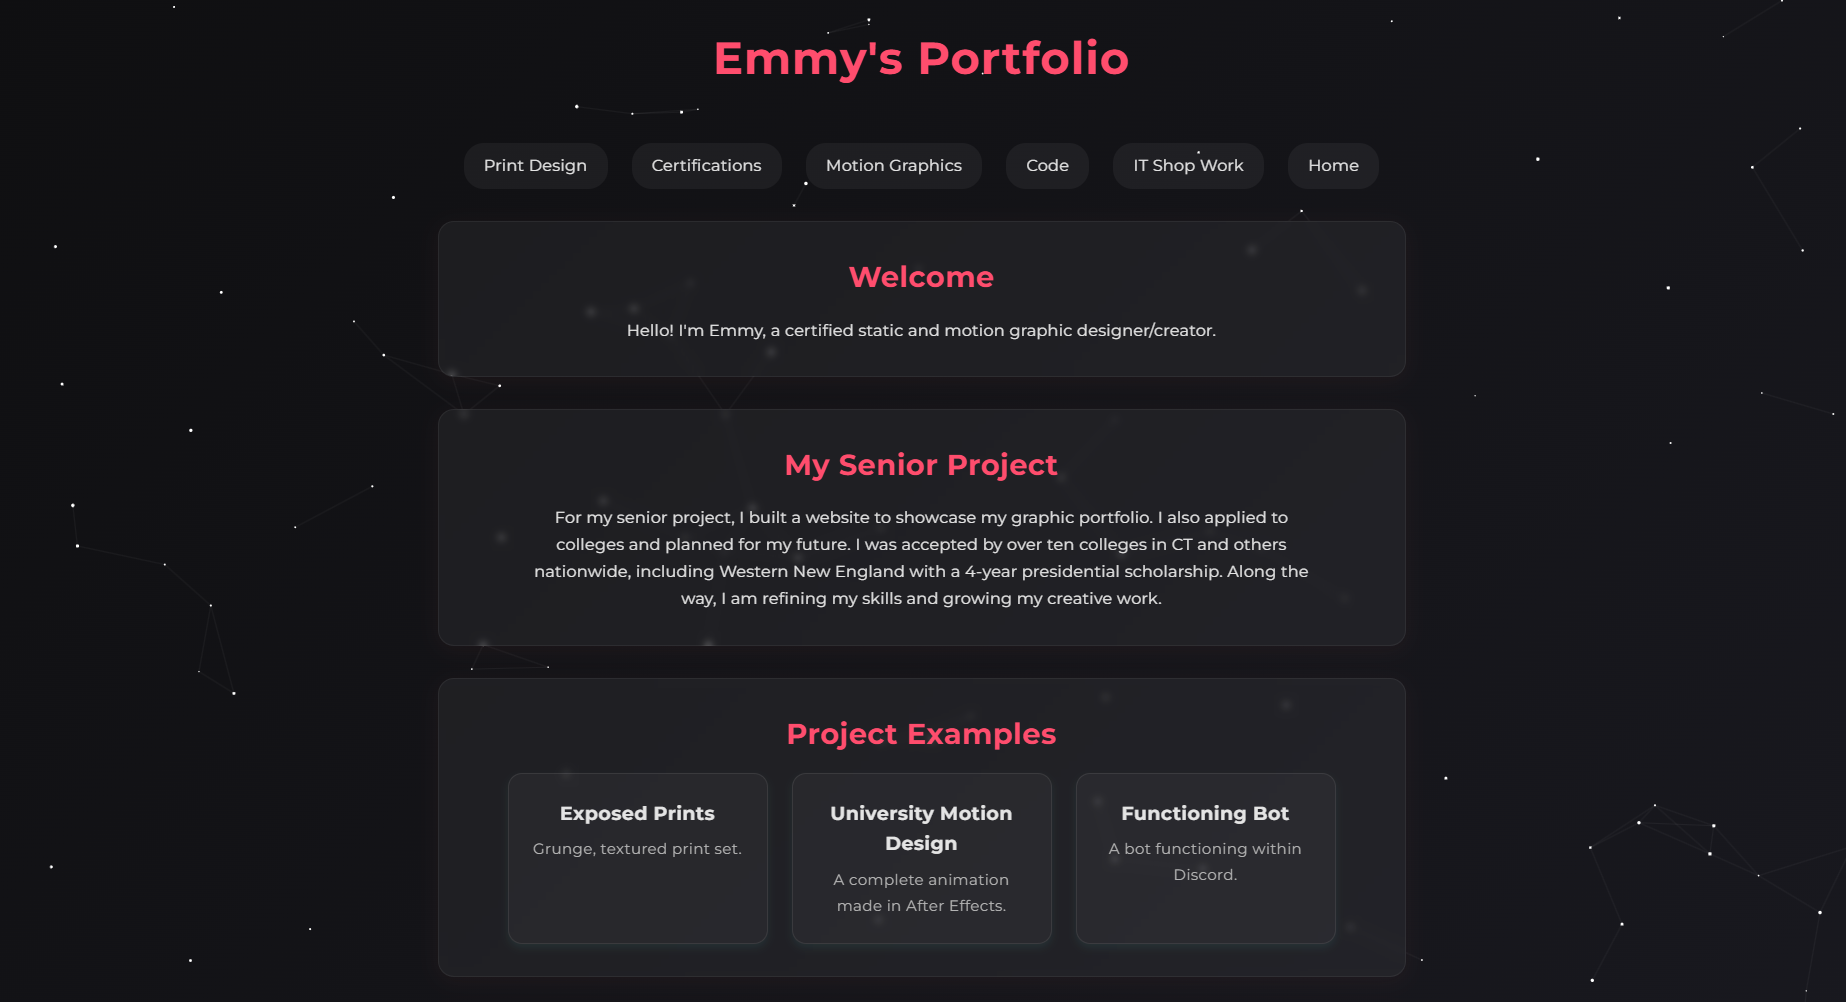 Emmy's Portfolio
Print Design
Certifications
Motion Graphics
Code
IT Shop Work
Home
Welcome
Hello! I'm Emmy, a certified static and motion graphic designer/creator.
My Senior Project
For my senior project, I built a website to showcase my graphic portfolio. I also applied to
colleges and planned for my future. I was accepted by over ten colleges in CT and others
nationwide, including Western New England with a 4-year presidential scholarship. Along the
way, I am refining my skills and growing my creative work.
Project Examples
Exposed Prints
Grunge, textured print set.
University Motion
Design
A complete animation
made in After Effects.
Functioning Bot
A bot functioning within
Discord.